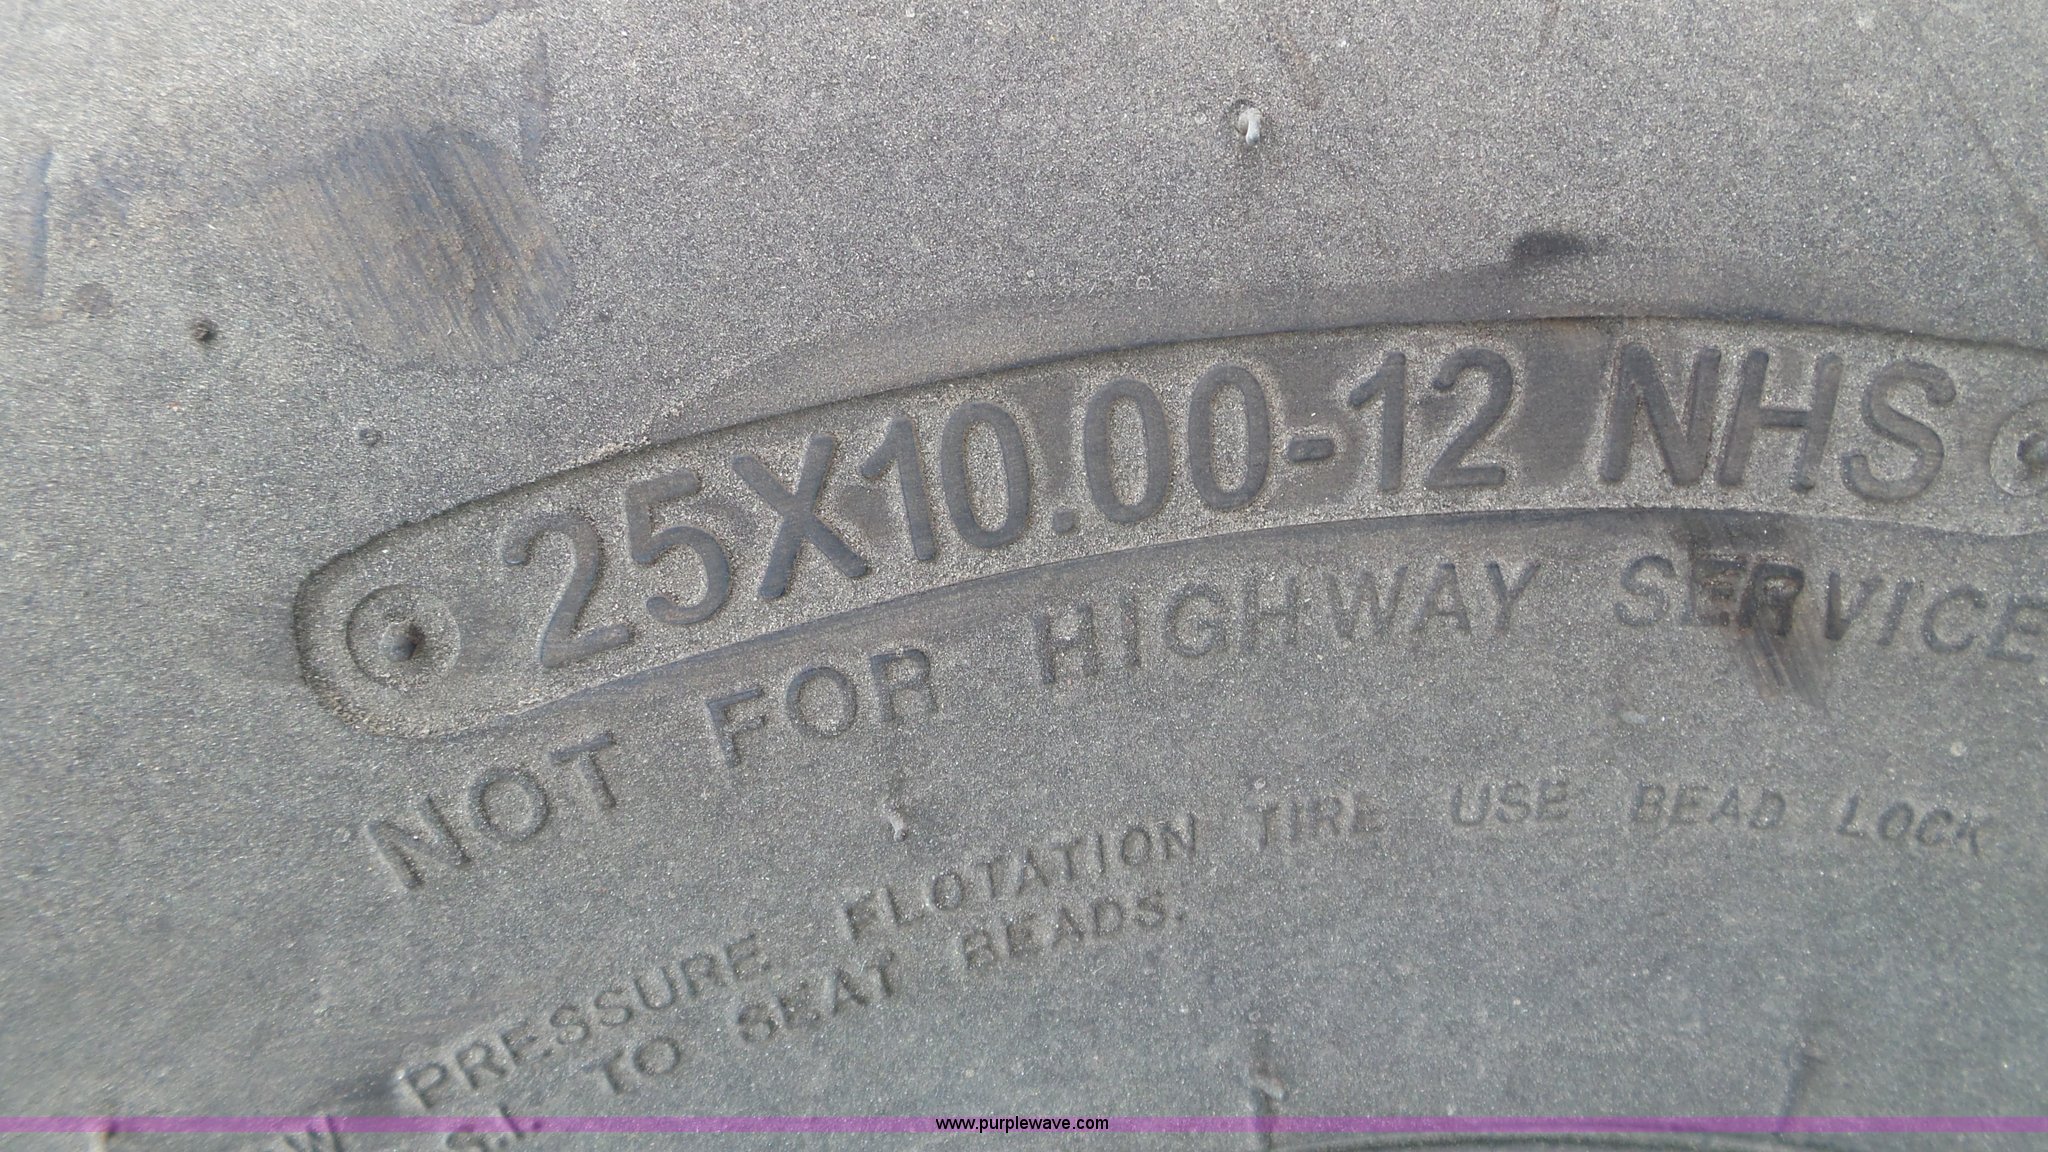 25X10.00-12 NHS
NOT FOR HIGHWAY SERVICE
PRESSURE FLOTATION TIRE USE BEAD LOCK
S.I. TO SEAT BEADS.
www.purplewave.com